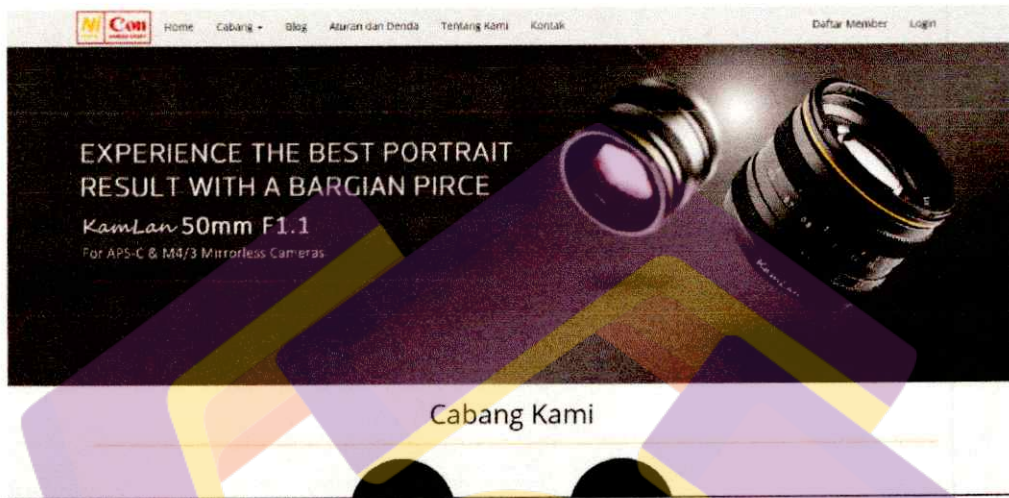 Ni Con
Home Cabang Blog Aturan dan Denda Tentang Kami Kontak Daftar Member Login
EXPERIENCE THE BEST PORTRAIT
RESULT WITH A BARGIAN PIRCE
KamLan 50mm F1.1
For APS-C & M4/3 Mirrorless Cameras
KamLan
Cabang Kami